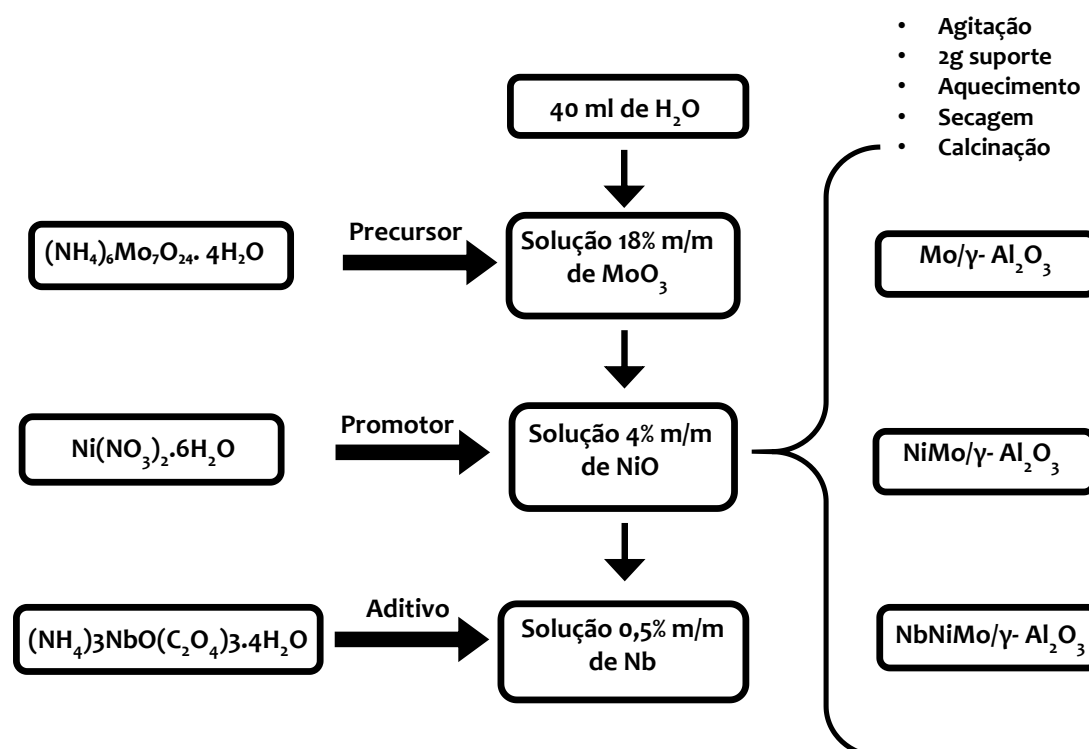 • Agitação
• 2g suporte
• Aquecimento
• Secagem
• Calcinação
40 ml de H₂O
(NH₄)₆Mo₇O₂₄. 4H₂O
Precursor
Solução 18% m/m
de MoO₃
Mo/γ- Al₂O₃
Ni(NO₃)₂.6H₂O
Promotor
Solução 4% m/m
de NiO
NiMo/γ- Al₂O₃
(NH₄)3NbO(C₂O₄)3.4H₂O
Aditivo
Solução 0,5% m/m
de Nb
NbNiMo/γ- Al₂O₃